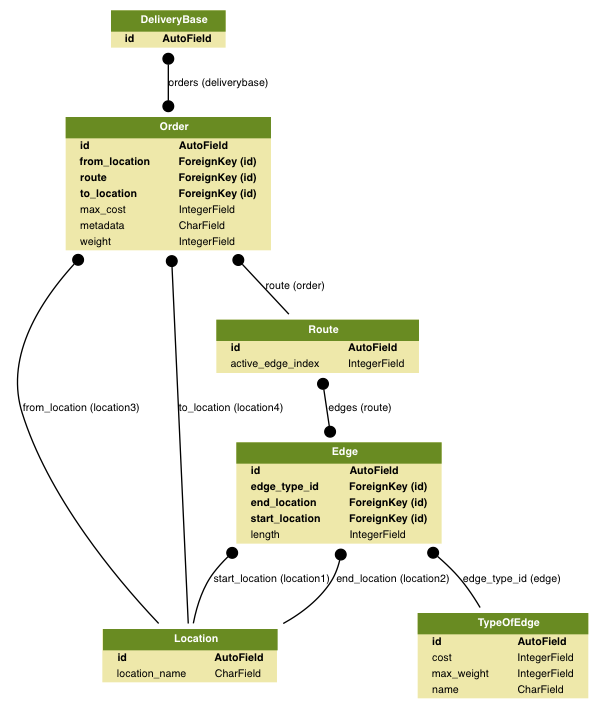 DeliveryBase
id AutoField
orders (deliverybase)
Order
id AutoField
from_location ForeignKey (id)
route ForeignKey (id)
to_location ForeignKey (id)
max_cost IntegerField
metadata CharField
weight IntegerField
route (order)
Route
id AutoField
active_edge_index IntegerField
from_location (location3)
to_location (location4)
edges (route)
Edge
id AutoField
edge_type_id ForeignKey (id)
end_location ForeignKey (id)
start_location ForeignKey (id)
length IntegerField
start_location (location1)
end_location (location2)
edge_type_id (edge)
Location
id AutoField
location_name CharField
TypeOfEdge
id AutoField
cost IntegerField
max_weight IntegerField
name CharField